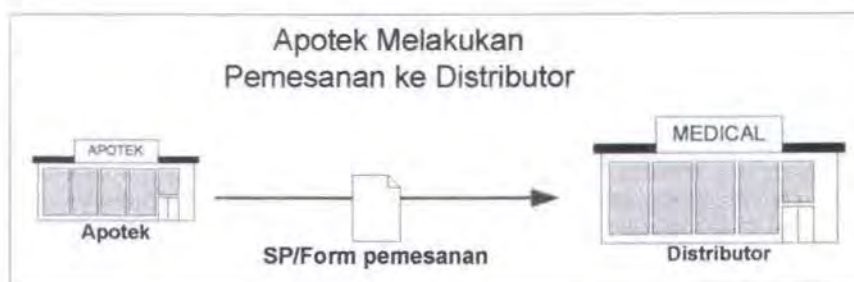 Apotek Melakukan
Pemesanan ke Distributor
APOTEK
MEDICAL
Apotek
SP/Form pemesanan
Distributor